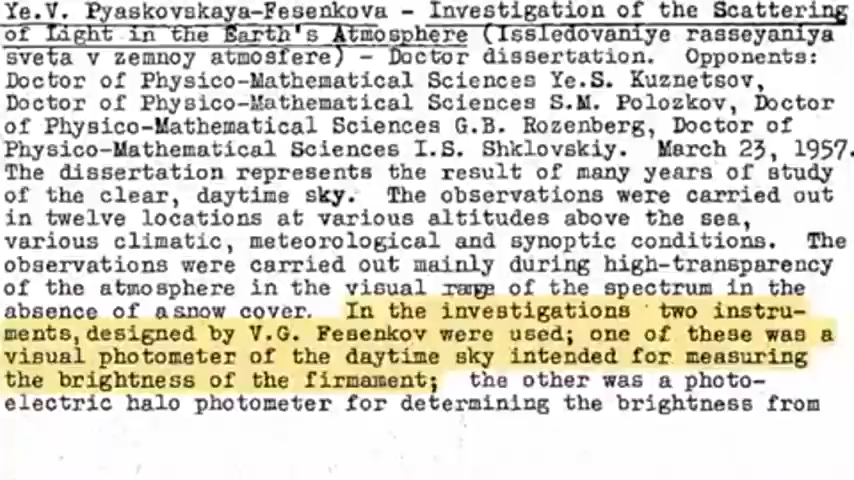 Ye.V. Pyaskovskaya-Fesenkova - Investigation of the Scattering
of Light in the Earth's Atmosphere (Issledovaniye rasseyaniya
sveta v zemnoy atmosfere) - Doctor dissertation. Opponents:
Doctor of Physico-Mathematical Sciences Ye.S. Kuznetsov,
Doctor of Physico-Mathematical Sciences S.M. Polozkov, Doctor
of Physico-Mathematical Sciences G.B. Rozenberg, Doctor of
Physico-Mathematical Sciences I.S. Shklovskiy. March 23, 1957.
The dissertation represents the result of many years of study
of the clear, daytime sky. The observations were carried out
in twelve locations at various altitudes above the sea,
various climatic, meteorological and synoptic conditions. The
observations were carried out mainly during high-transparency
of the atmosphere in the visual range of the spectrum in the
absence of a snow cover. In the investigations two instru-
ments, designed by V.G. Fesenkov were used; one of these was a
visual photometer of the daytime sky intended for measuring
the brightness of the firmament; the other was a photo-
electric halo photometer for determining the brightness from